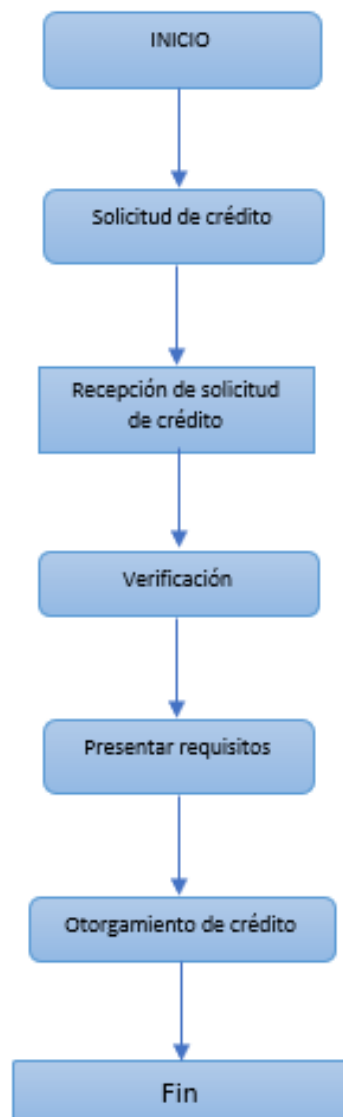 INICIO
Solicitud de crédito
Recepción de solicitud
de crédito
Verificación
Presentar requisitos
Otorgamiento de crédito
Fin